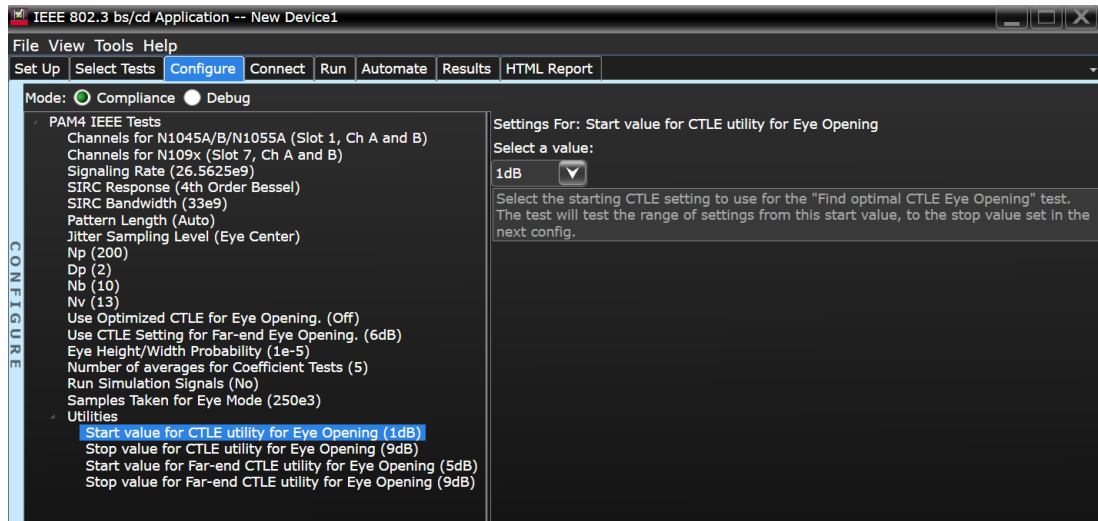 IEEE 802.3 bs/cd Application -- New Device1
File View Tools Help
Set Up Select Tests Configure Connect Run Automate Results HTML Report
Mode: Compliance Debug
CONFIGURE
PAM4 IEEE Tests
Channels for N1045A/B/N1055A (Slot 1, Ch A and B)
Channels for N109x (Slot 7, Ch A and B)
Signaling Rate (26.5625e9)
SIRC Response (4th Order Bessel)
SIRC Bandwidth (33e9)
Pattern Length (Auto)
Jitter Sampling Level (Eye Center)
Np (200)
Dp (2)
Nb (10)
Nv (13)
Use Optimized CTLE for Eye Opening. (Off)
Use CTLE Setting for Far-end Eye Opening. (6dB)
Eye Height/Width Probability (1e-5)
Number of averages for Coefficient Tests (5)
Run Simulation Signals (No)
Samples Taken for Eye Mode (250e3)
Utilities
Start value for CTLE utility for Eye Opening (1dB)
Stop value for CTLE utility for Eye Opening (9dB)
Start value for Far-end CTLE utility for Eye Opening (5dB)
Stop value for Far-end CTLE utility for Eye Opening (9dB)
Settings For: Start value for CTLE utility for Eye Opening
Select a value:
1dB
Select the starting CTLE setting to use for the "Find optimal CTLE Eye Opening" test.
The test will test the range of settings from this start value, to the stop value set in the
next config.